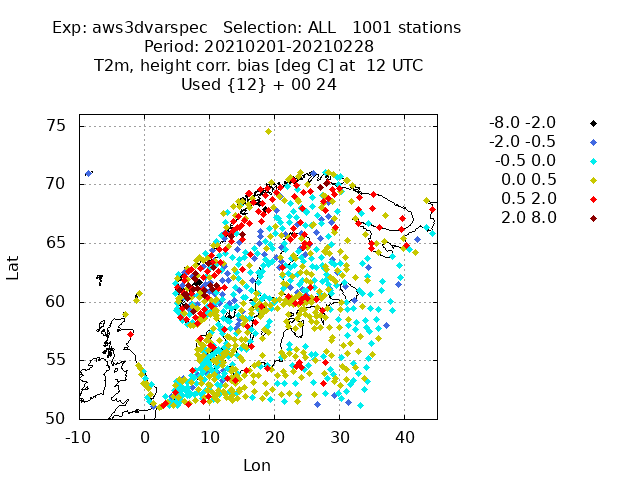 Exp: aws3dvarspec   Selection: ALL   1001 stations
Period: 20210201-20210228
T2m, height corr. bias [deg C] at  12 UTC
Used {12} + 00 24
-8.0 -2.0
-2.0 -0.5
-0.5 0.0
0.0 0.5
0.5 2.0
2.0 8.0
75
70
65
60
55
50
Lat
-10 0 10 20 30 40
Lon